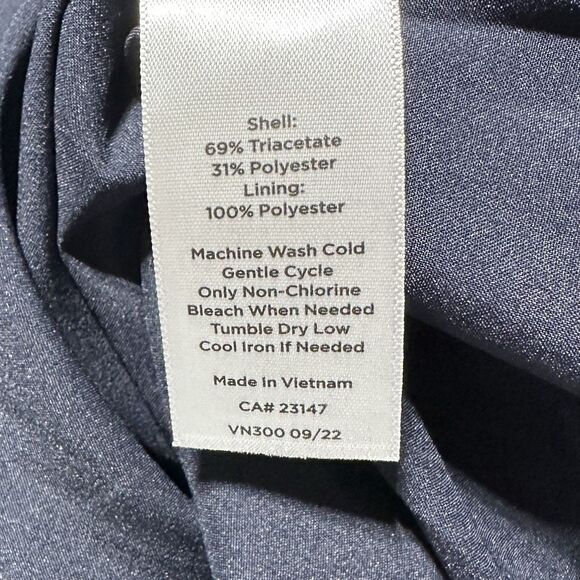 Shell:
69% Triacetate
31% Polyester
Lining:
100% Polyester
Machine Wash Cold
Gentle Cycle
Only Non-Chlorine
Bleach When Needed
Tumble Dry Low
Cool Iron If Needed
Made In Vietnam
CA# 23147
VN300 09/22